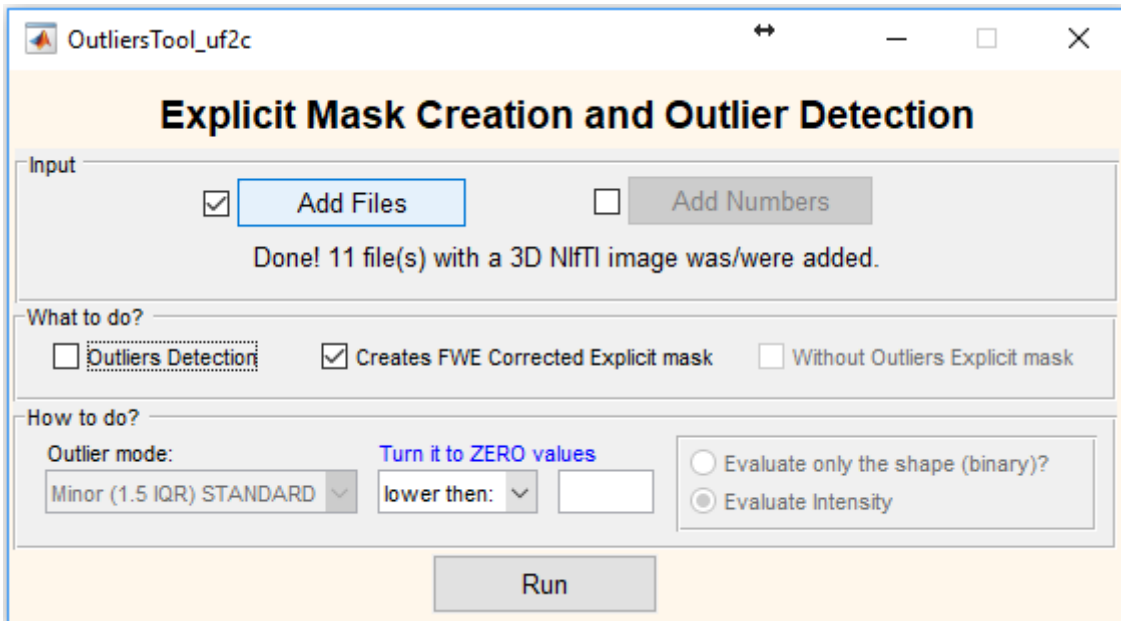 OutliersTool_uf2c
Explicit Mask Creation and Outlier Detection
Input
Add Files
Add Numbers
Done! 11 file(s) with a 3D NIfTI image was/were added.
What to do?
Outliers Detection
Creates FWE Corrected Explicit mask
Without Outliers Explicit mask
How to do?
Outlier mode:
Turn it to ZERO values
Minor (1.5 IQR) STANDARD
lower then:
Evaluate only the shape (binary)?
Evaluate Intensity
Run